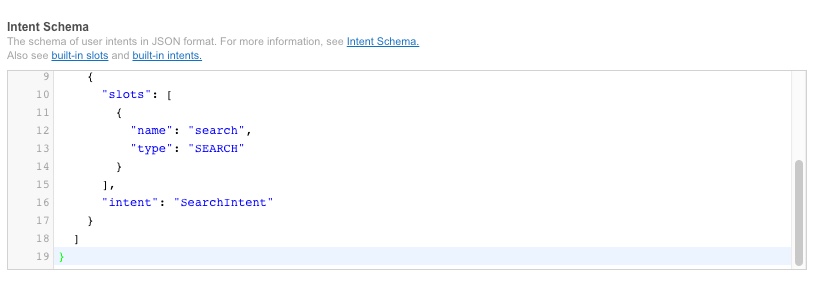 Intent Schema
The schema of user intents in JSON format. For more information, see Intent Schema.
Also see built-in slots and built-in intents.
9 {
10 "slots": [
11 {
12 "name": "search",
13 "type": "SEARCH"
14 }
15 ],
16 "intent": "SearchIntent"
17 }
18 ]
19 }